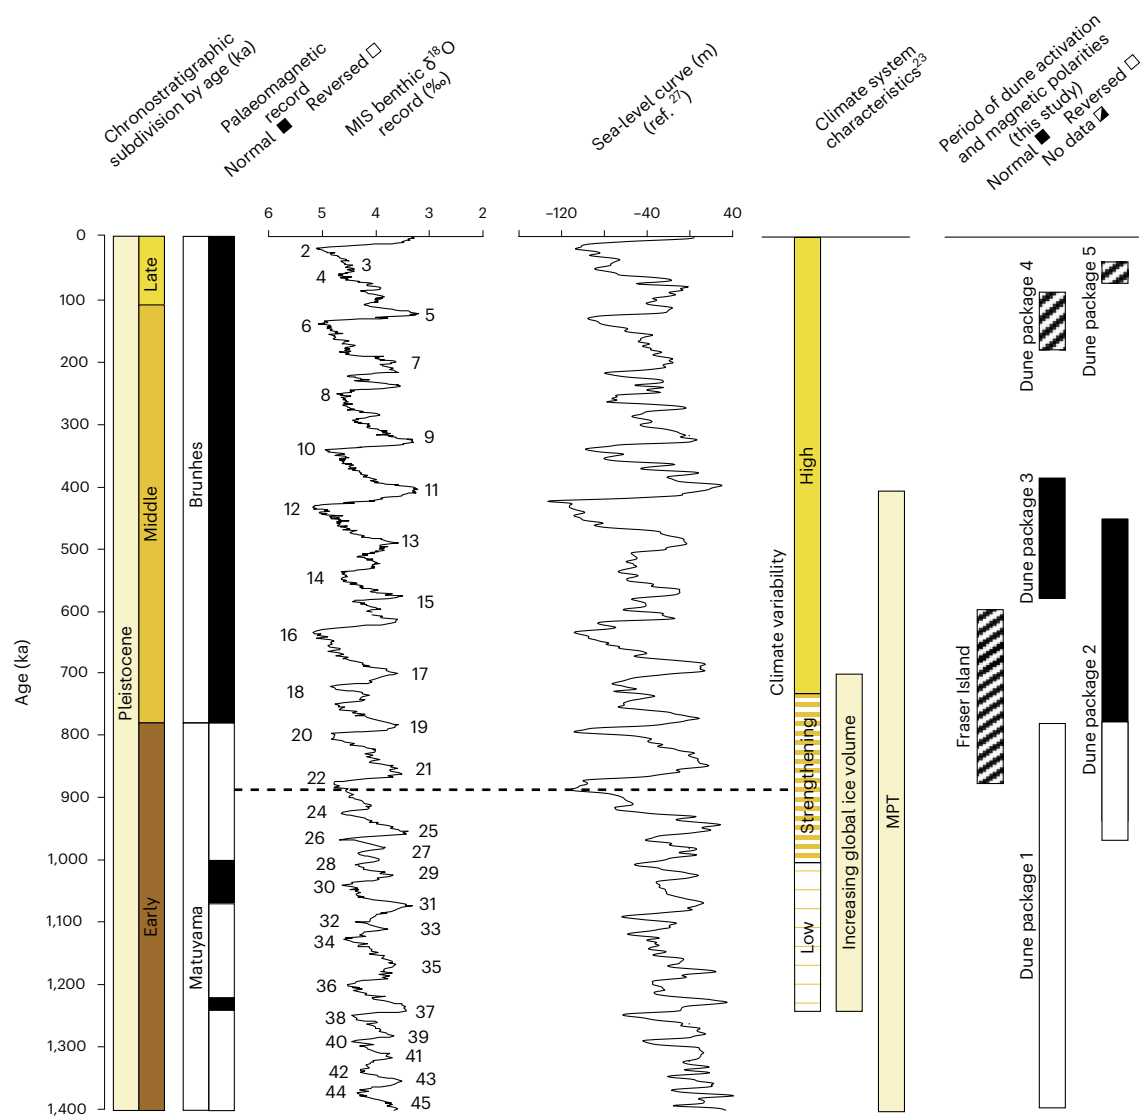 Chronostratigraphic
subdivision by age (ka)
Palaeomagnetic
record
Normal ■ Reversed □
MIS benthic δ¹⁸O
record (‰)
Sea-level curve (m)
(ref. ²⁷)
Climate system
characteristics²³
Period of dune activation
and magnetic polarities
(this study)
Normal ■ Reversed □
No data
6 5 4 3 2
–120 –40 40
Age (ka)
0
100
200
300
400
500
600
700
800
900
1,000
1,100
1,200
1,300
1,400
Pleistocene
Late
Middle
Early
Brunhes
Matuyama
2
3
4
5
6
7
8
9
10
11
12
13
14
15
16
17
18
19
20
21
22
24
25
26
27
28
29
30
31
32
33
34
35
36
37
38
39
40
41
42
43
44
45
Climate variability
High
Strengthening
Low
Increasing global ice volume
MPT
Fraser Island
Dune package 4
Dune package 5
Dune package 3
Dune package 2
Dune package 1